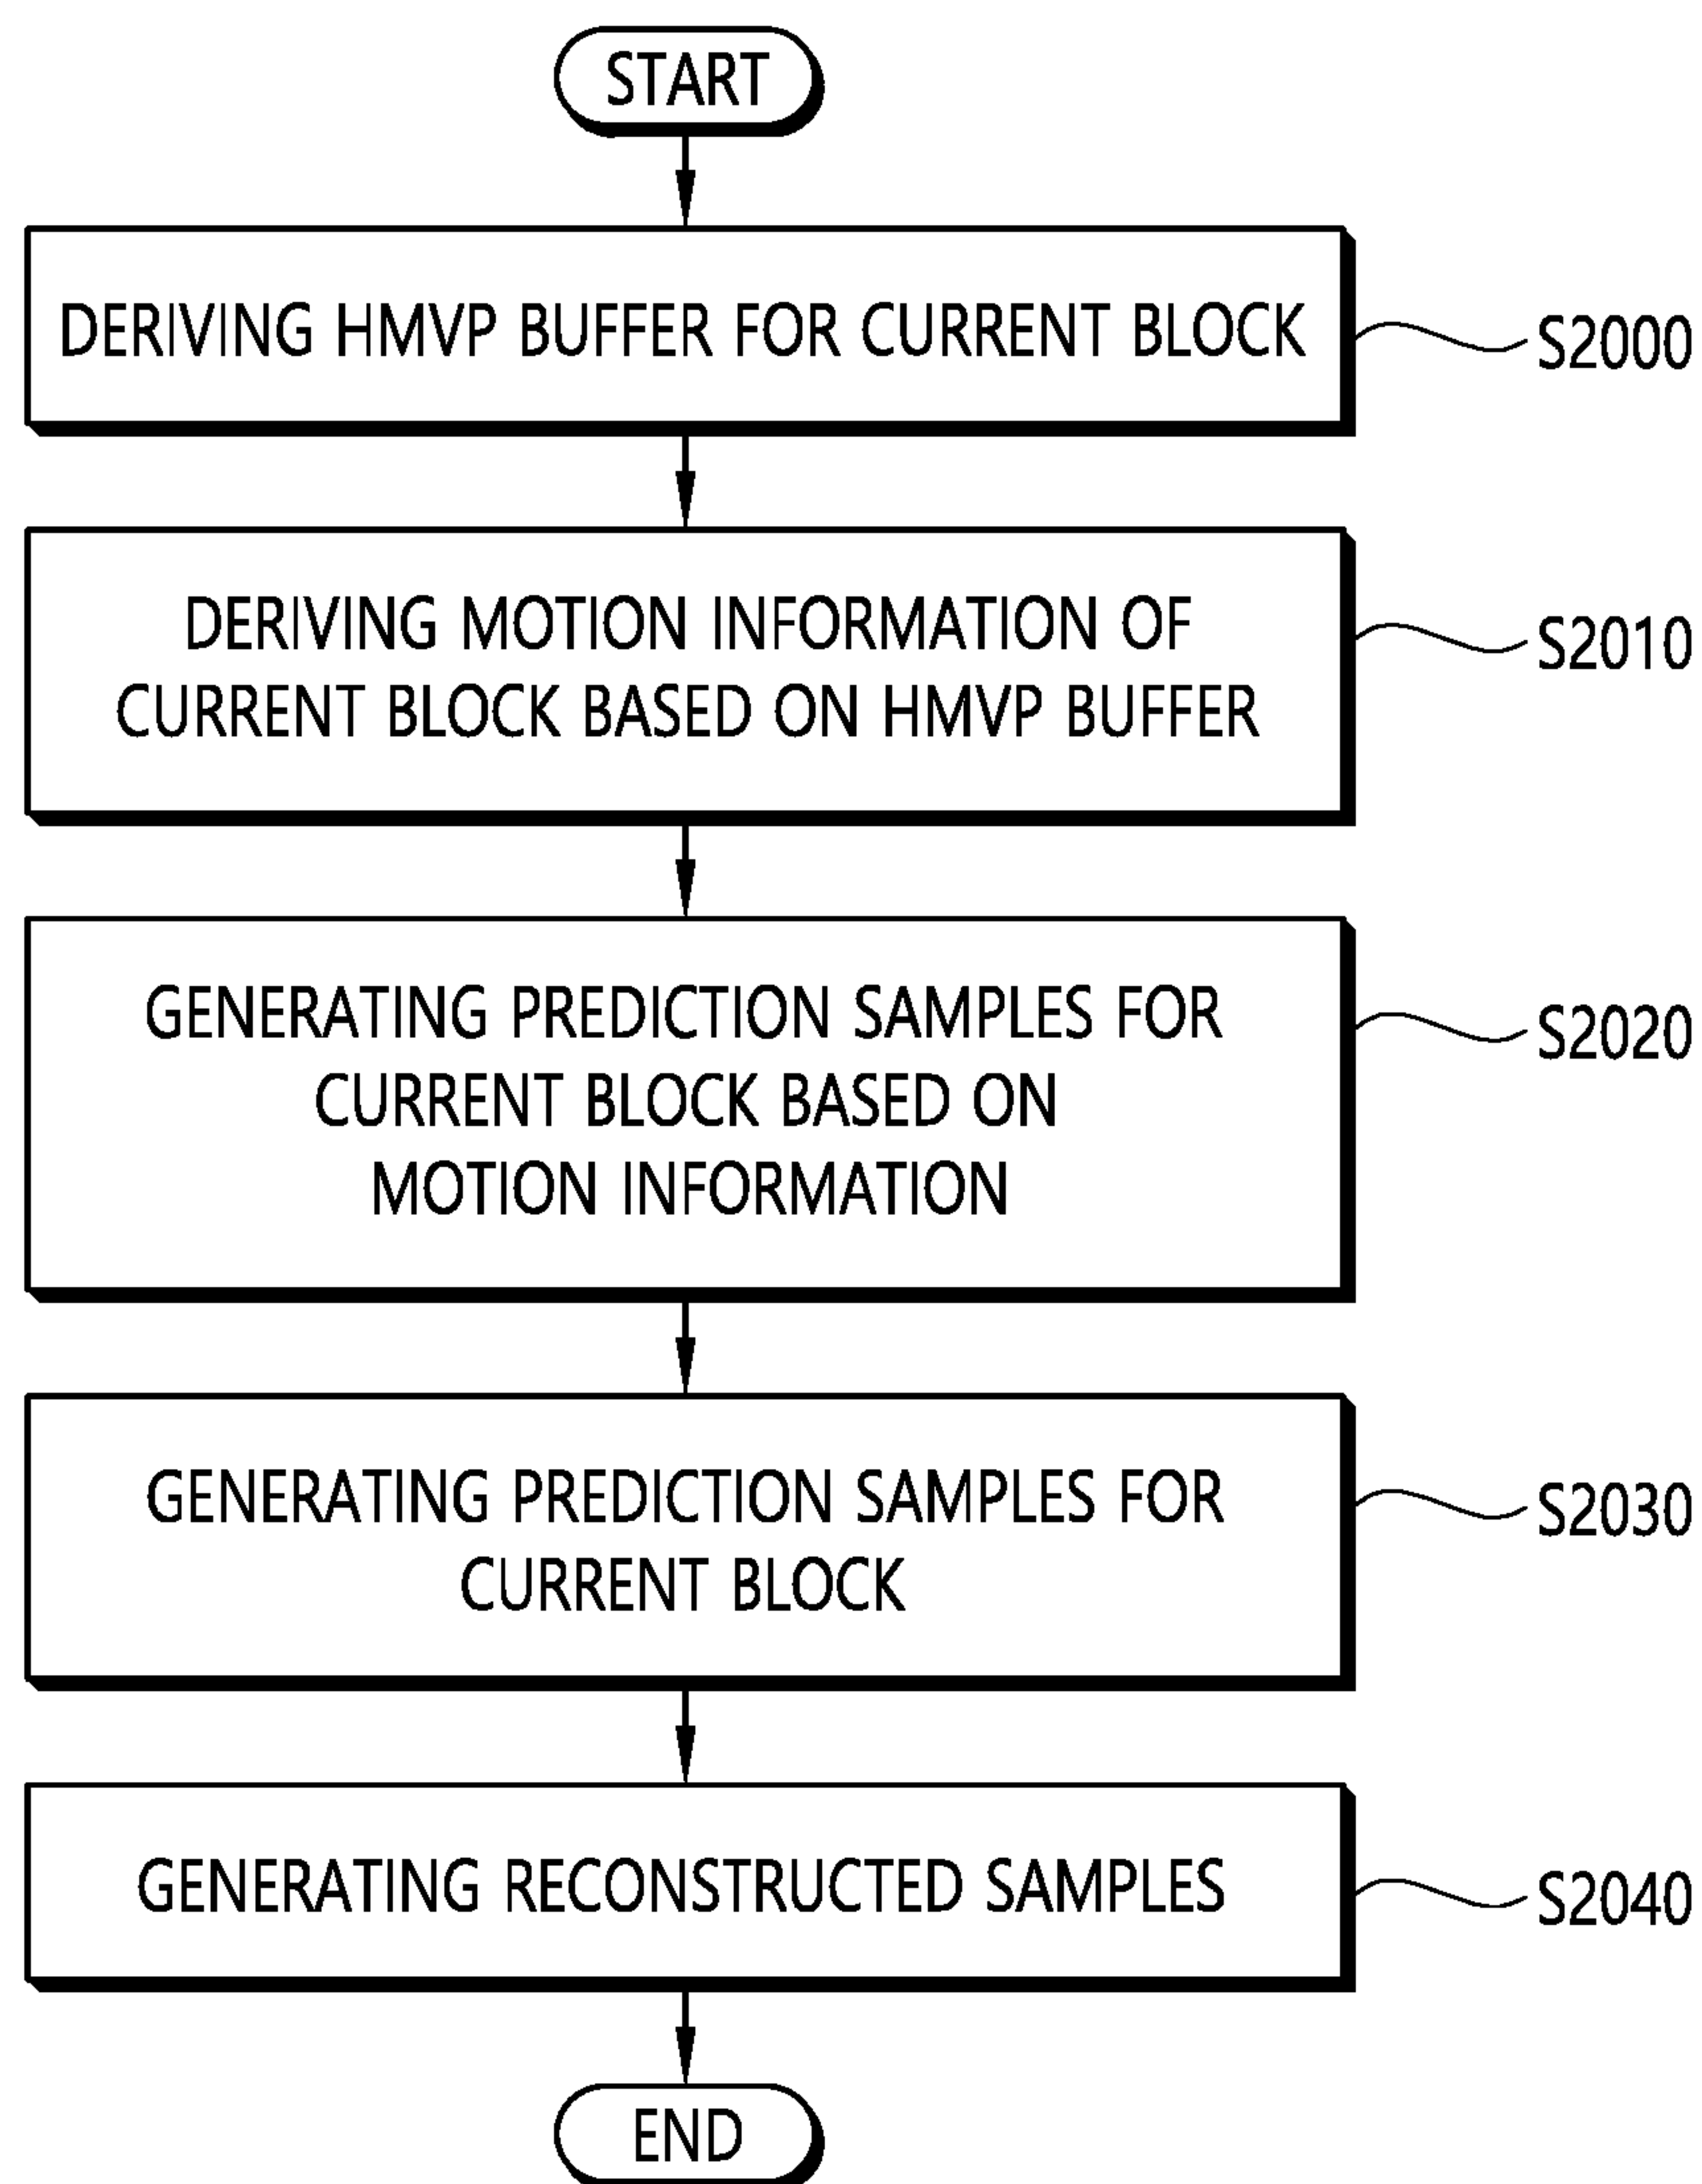 START
DERIVING HMVP BUFFER FOR CURRENT BLOCK
S2000
DERIVING MOTION INFORMATION OF
CURRENT BLOCK BASED ON HMVP BUFFER
S2010
GENERATING PREDICTION SAMPLES FOR
CURRENT BLOCK BASED ON
MOTION INFORMATION
S2020
GENERATING PREDICTION SAMPLES FOR
CURRENT BLOCK
S2030
GENERATING RECONSTRUCTED SAMPLES
S2040
END